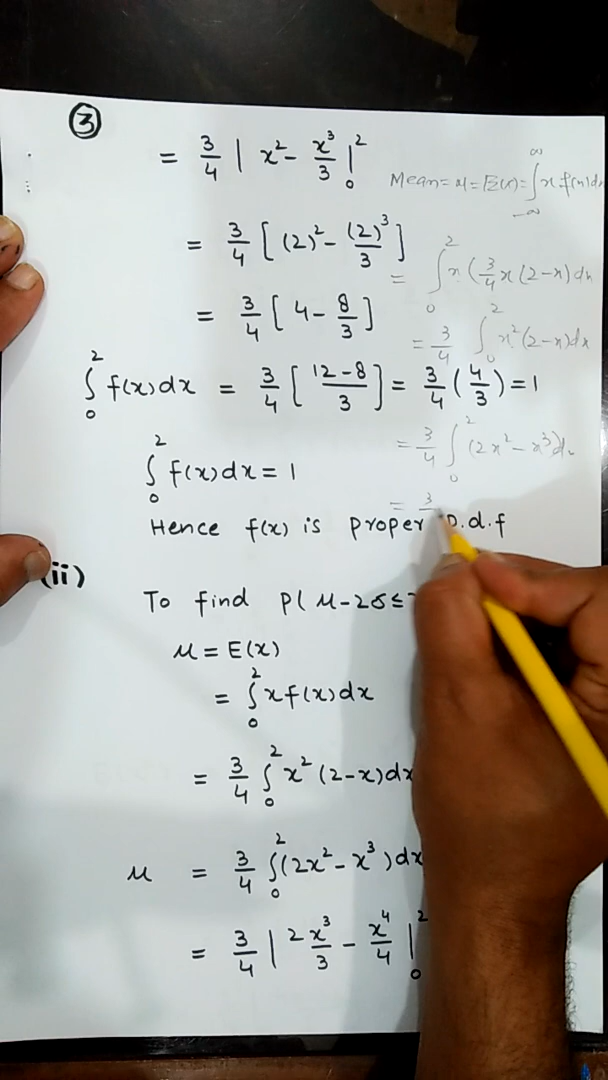 ③
= 3/4 | x² - x³/3 |₀²
Mean = μ = E(x) = ∫₋∞^∞ x f(x) dx
= 3/4 [ (2)² - (2)³/3 ]
= ∫₀² x ( 3/4 x (2-x) dx
= 3/4 [ 4 - 8/3 ]
= 3/4 ∫₀² x² (2-x) dx
∫₀² f(x) dx = 3/4 [ 12-8/3 ] = 3/4 ( 4/3 ) = 1
= 3/4 ∫₀² (2x² - x³) dx
∫₀² f(x) dx = 1
= 3
Hence f(x) is proper p.d.f
(ii)
To find P( μ-2σ ≤
μ = E(x)
= ∫₀² x f(x) dx
= 3/4 ∫₀² x² (2-x) dx
μ = 3/4 ∫₀² (2x² - x³) dx
= 3/4 | 2 x³/3 - x⁴/4 |₀²